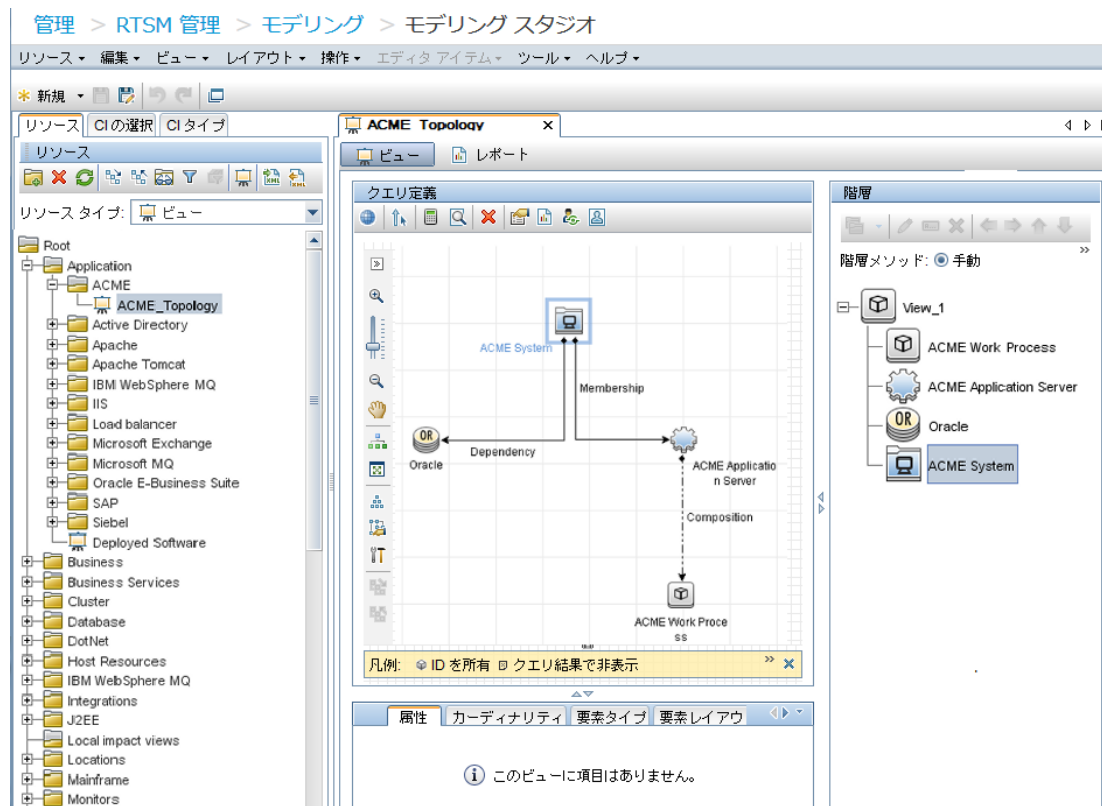 管理 > RTSM 管理 > モデリング > モデリング スタジオ
リソース 編集 ビュー レイアウト 操作 エディタ アイテム ツール ヘルプ
新規
リソース CI の選択 CI タイプ
リソース
リソース タイプ: ビュー
Root
Application
ACME
ACME_Topology
Active Directory
Apache
Apache Tomcat
IBM WebSphere MQ
IIS
Load balancer
Microsoft Exchange
Microsoft MQ
Oracle E-Business Suite
SAP
Siebel
Deployed Software
Business
Business Services
Cluster
Database
DotNet
Host Resources
IBM WebSphere MQ
Integrations
J2EE
Local impact views
Locations
Mainframe
Monitors
ACME Topology
ビュー レポート
クエリ定義
ACME System
Membership
OR
Oracle
Dependency
ACME Applicatio
n Server
Composition
ACME Work Proce
ss
凡例: ID を所有 クエリ結果で非表示
属性 カーディナリティ 要素タイプ 要素レイアウ
このビューに項目はありません。
階層
階層メソッド: 手動
View_1
ACME Work Process
ACME Application Server
OR
Oracle
ACME System